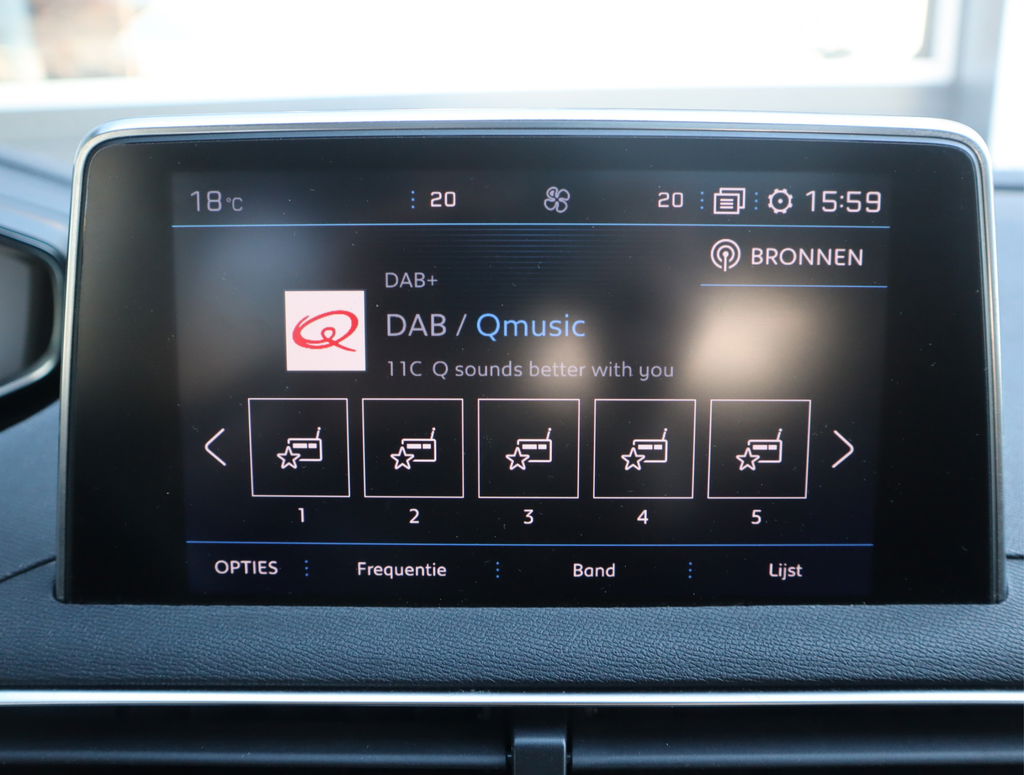 18°C 20 20 15:59
BRONNEN
DAB+
Q
DAB / Qmusic
11C Q sounds better with you
1 2 3 4 5
OPTIES Frequentie Band Lijst